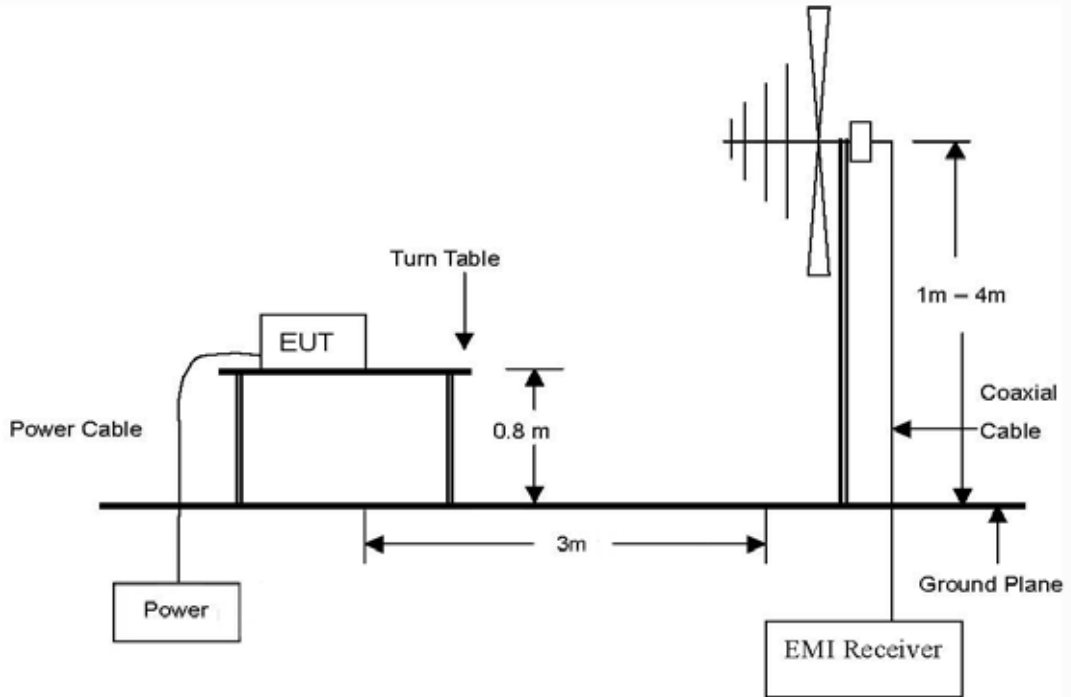 Turn Table
1m – 4m
EUT
Coaxial
Cable
Power Cable
0.8 m
3m
Ground Plane
Power
EMI Receiver